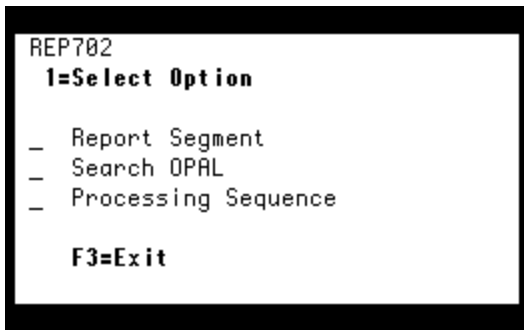 REP702
1=Select Option
_ Report Segment
_ Search OPAL
_ Processing Sequence
F3=Exit